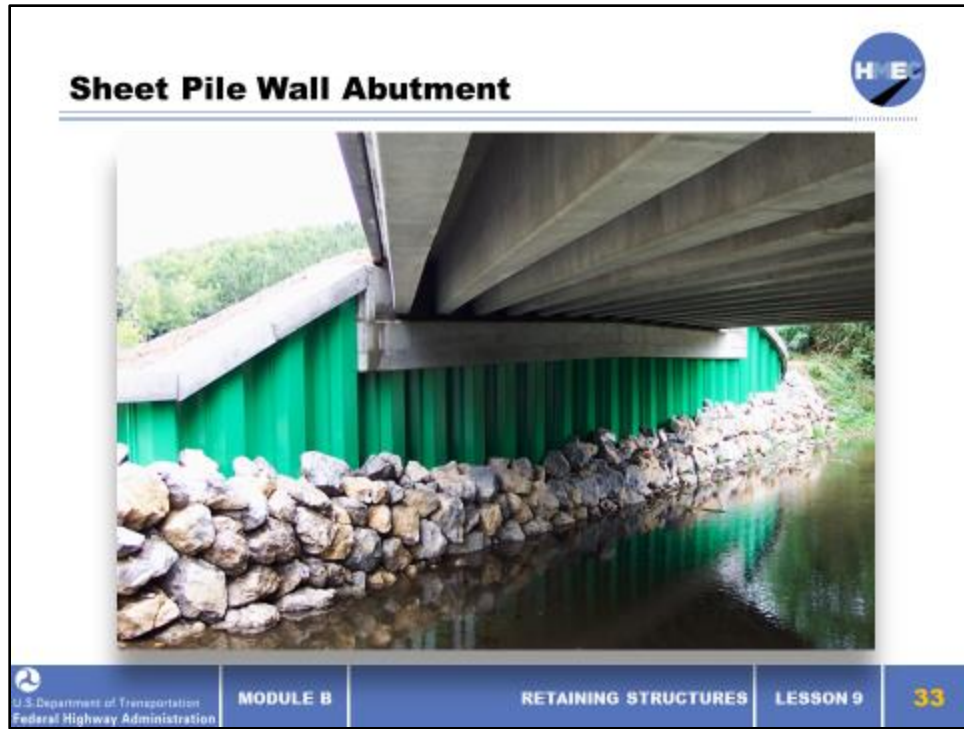 Sheet Pile Wall Abutment
HMEC
U.S.Department of Transportation
Federal Highway Administration
MODULE B
RETAINING STRUCTURES
LESSON 9
33